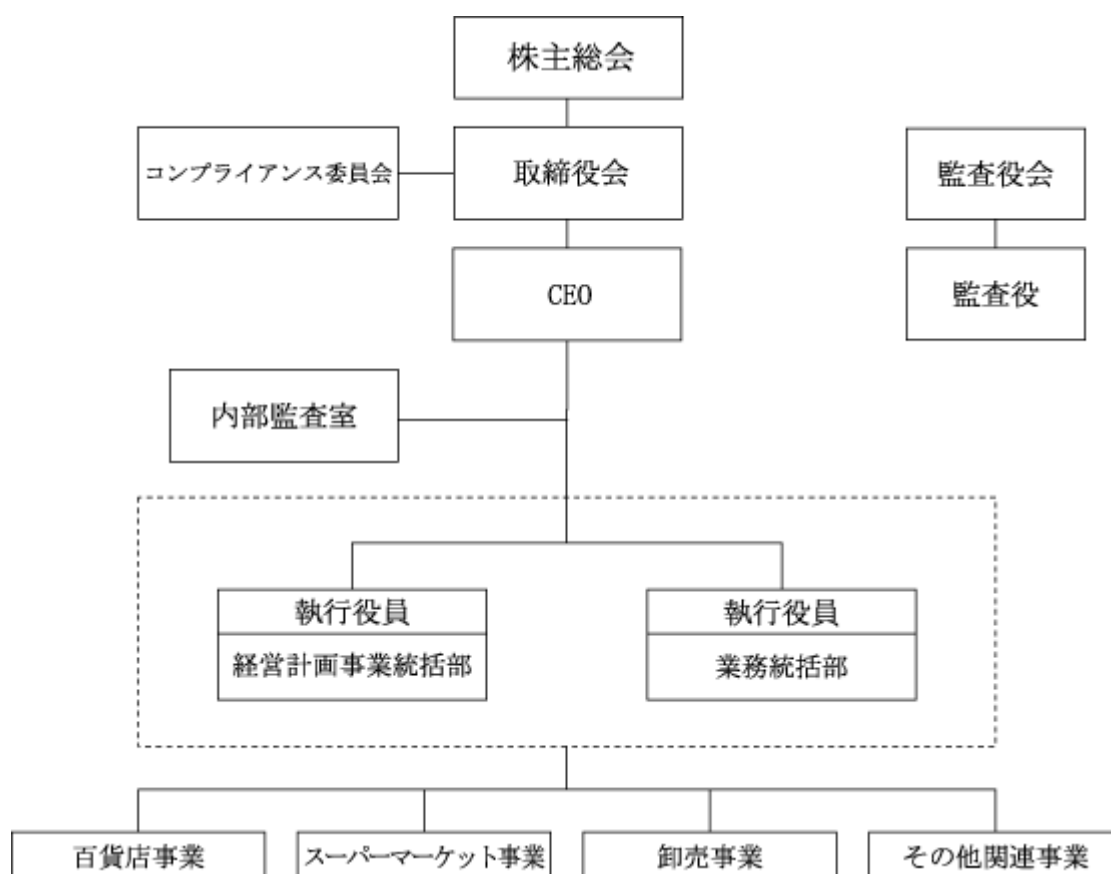 株主総会
コンプライアンス委員会
取締役会
監査役会
CEO
監査役
内部監査室
執行役員
経営計画事業統括部
執行役員
業務統括部
百貨店事業
スーパーマーケット事業
卸売事業
その他関連事業